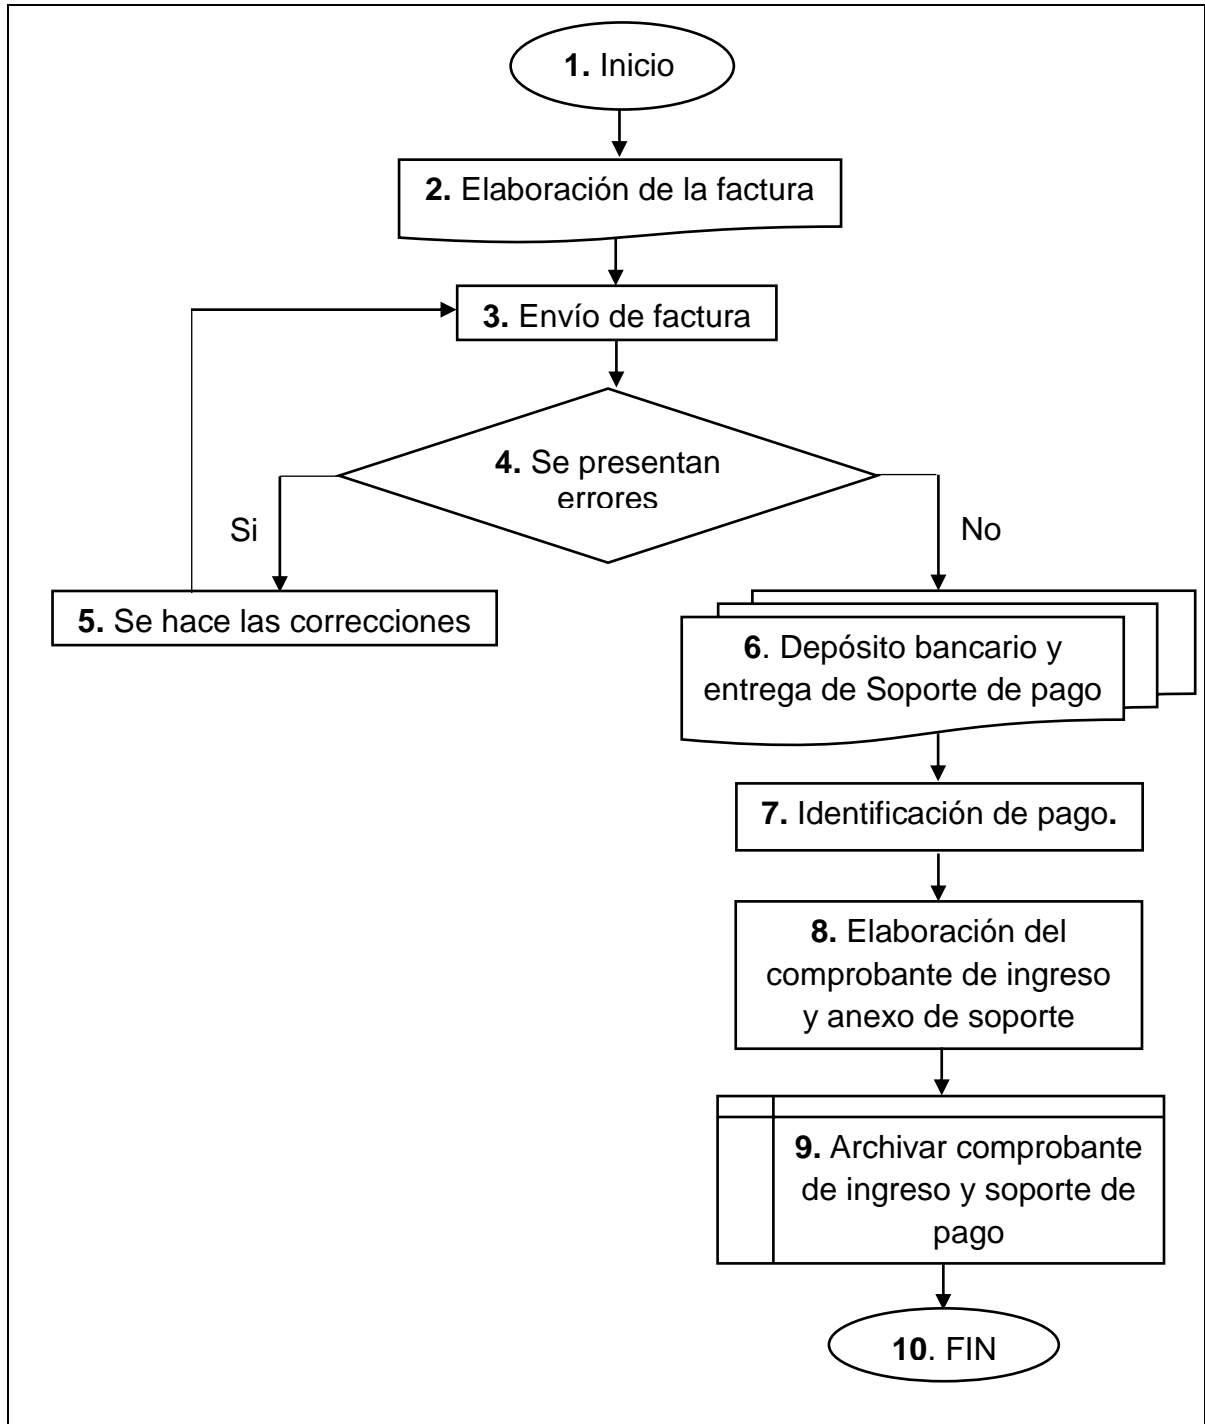 1. Inicio
2. Elaboración de la factura
3. Envío de factura
4. Se presentan
errores
Si
No
5. Se hace las correcciones
6. Depósito bancario y
entrega de Soporte de pago
7. Identificación de pago.
8. Elaboración del
comprobante de ingreso
y anexo de soporte
9. Archivar comprobante
de ingreso y soporte de
pago
10. FIN